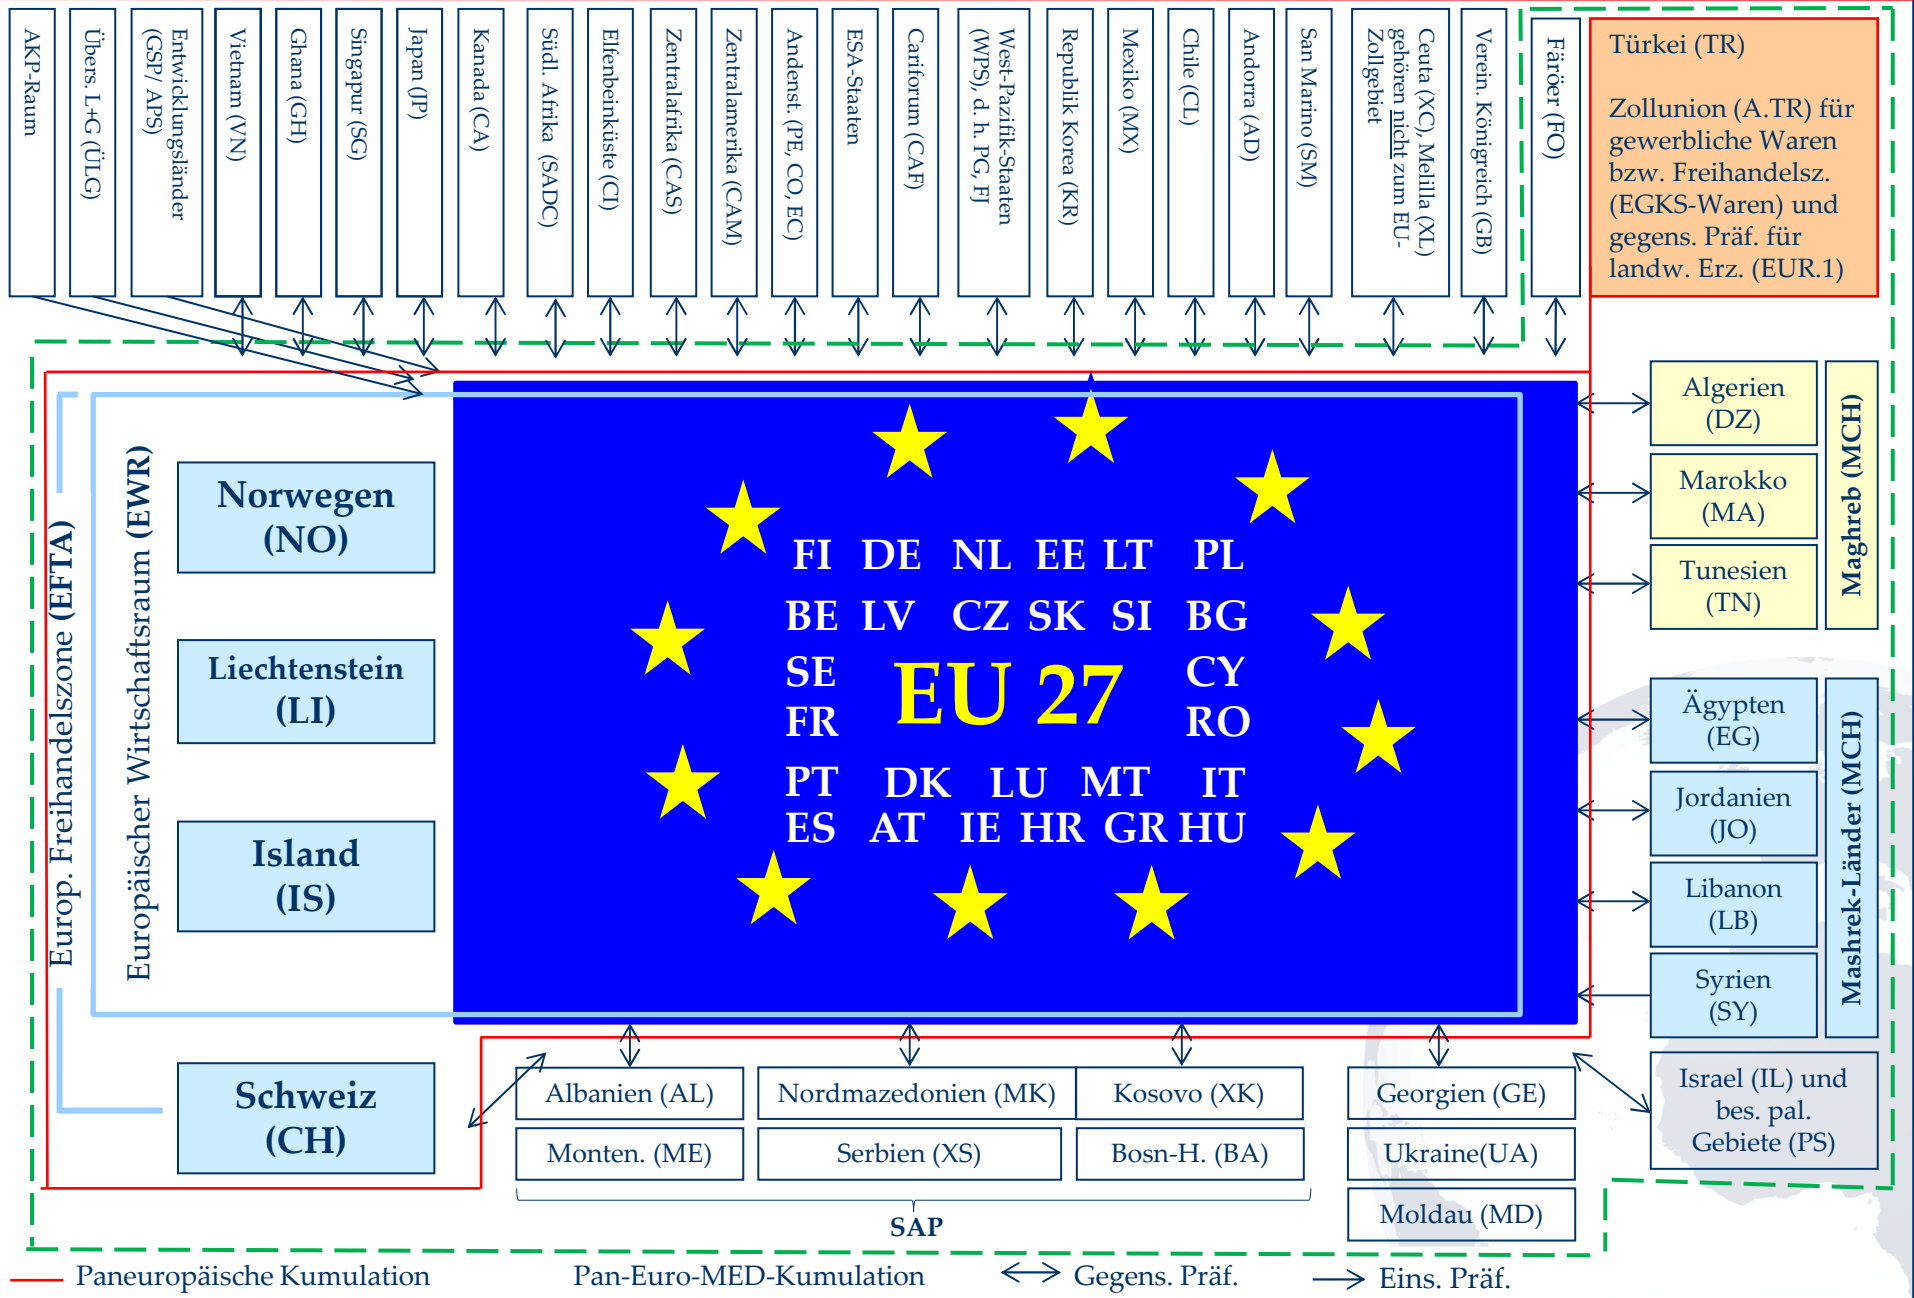 AKP-Raum
Übers. L+G (ÜLG)
Entwicklungsländer
(GSP/ APS)
Vietnam (VN)
Ghana (GH)
Singapur (SG)
Japan (JP)
Kanada (CA)
Südl. Afrika (SADC)
Elfenbeinküste (CI)
Zentralafrika (CAS)
Zentralamerika (CAM)
Andenst. (PE, CO, EC)
ESA-Staaten
Cariforum (CAF)
West-Pazifik-Staaten
(WPS), d. h. PG, FJ
Republik Korea (KR)
Mexiko (MX)
Chile (CL)
Andorra (AD)
San Marino (SM)
Ceuta (XC), Melilla (XL)
gehören nicht zum EU-
Zollgebiet
Verein. Königreich (GB)
Färöer (FO)
Türkei (TR)
Zollunion (A.TR) für
gewerbliche Waren
bzw. Freihandelsz.
(EGKS-Waren) und
gegens. Präf. für
landw. Erz. (EUR.1)
Europ. Freihandelszone (EFTA)
Europäischer Wirtschaftsraum (EWR)
Norwegen
(NO)
Liechtenstein
(LI)
Island
(IS)
Schweiz
(CH)
FI DE NL EE LT PL
BE LV CZ SK SI BG
SE EU 27 CY
FR RO
PT DK LU MT IT
ES AT IE HR GR HU
Algerien
(DZ)
Marokko
(MA)
Tunesien
(TN)
Maghreb (MCH)
Ägypten
(EG)
Jordanien
(JO)
Libanon
(LB)
Syrien
(SY)
Mashrek-Länder (MCH)
Israel (IL) und
bes. pal.
Gebiete (PS)
Albanien (AL)
Nordmazedonien (MK)
Kosovo (XK)
Georgien (GE)
Monten. (ME)
Serbien (XS)
Bosn-H. (BA)
Ukraine(UA)
Moldau (MD)
SAP
Paneuropäische Kumulation
Pan-Euro-MED-Kumulation
Gegens. Präf.
Eins. Präf.